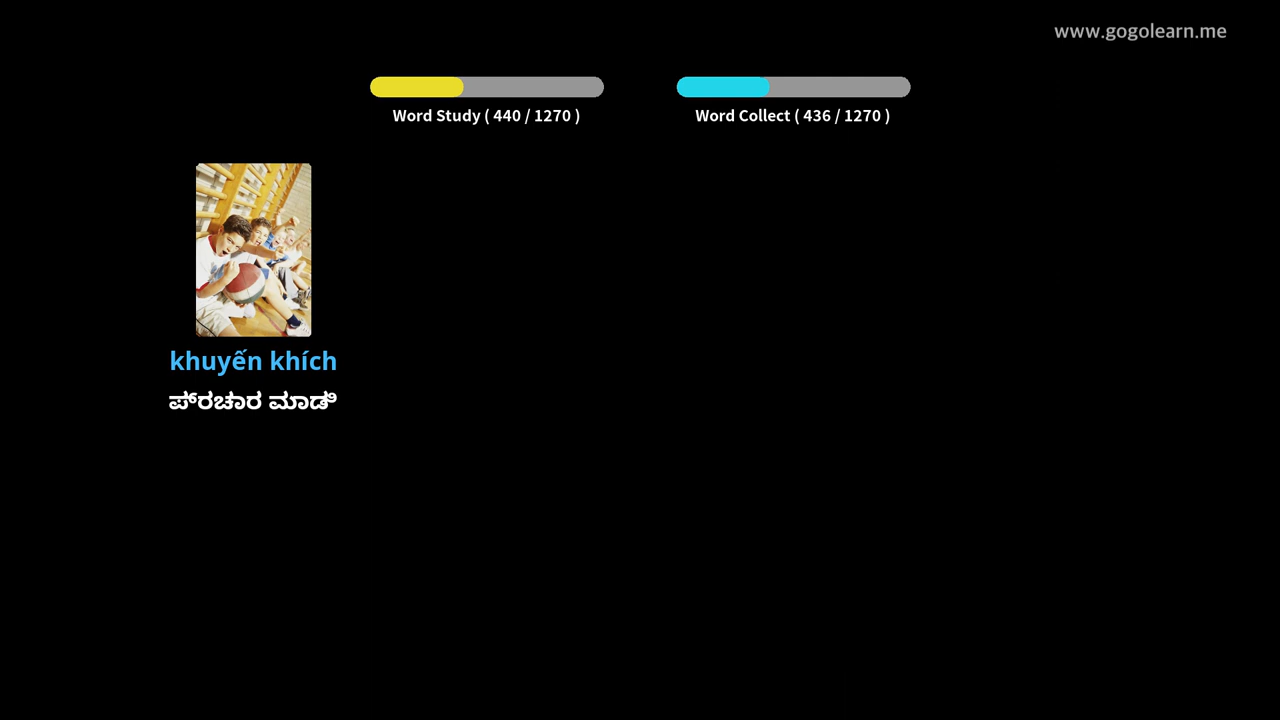 www.gogolearn.me
Word Study ( 440 / 1270 )
Word Collect ( 436 / 1270 )
khuyến khích
ಪ್ರಚಾರ ಮಾಡಿ